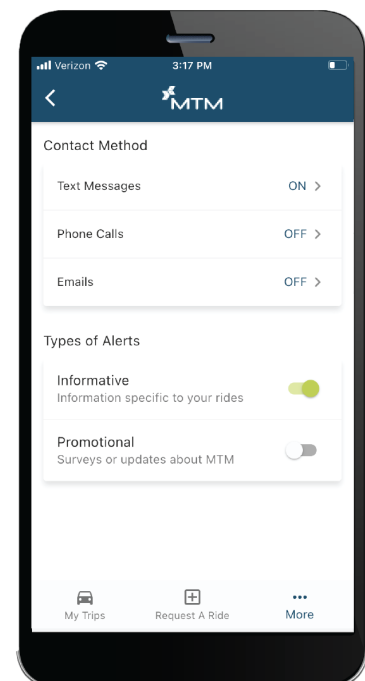 Verizon 3:17 PM
MTM
Contact Method
Text Messages ON
Phone Calls OFF
Emails OFF
Types of Alerts
Informative
Information specific to your rides
Promotional
Surveys or updates about MTM
My Trips Request A Ride More